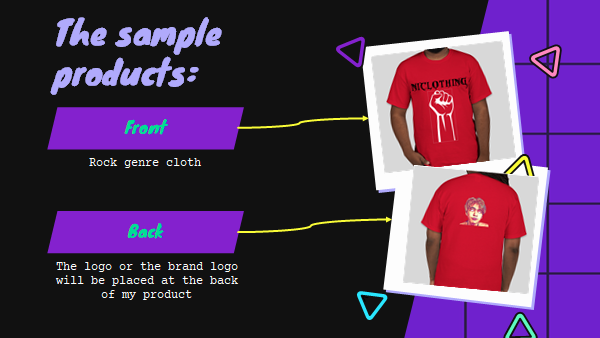 The sample
products:
Front
Rock genre cloth
Back
The logo or the brand logo
will be placed at the back
of my product
NICLOTHING